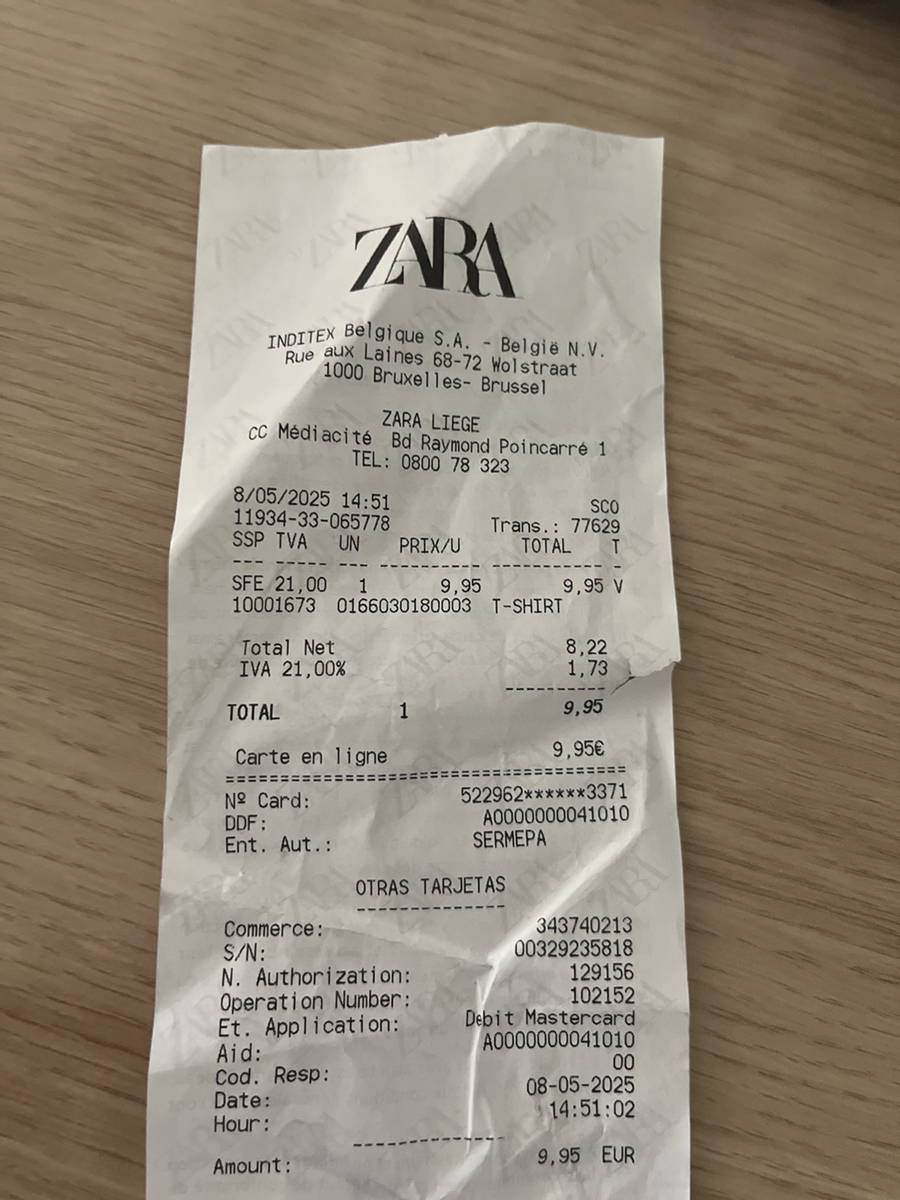 ZARA
INDITEX Belgique S.A. - België N.V.
Rue aux Laines 68-72 Wolstraat
1000 Bruxelles- Brussel
ZARA LIEGE
CC Médiacité Bd Raymond Poincarré 1
TEL: 0800 78 323
8/05/2025 14:51 SCO
11934-33-065778 Trans.: 77629
SSP TVA UN PRIX/U TOTAL T
--- ----- --- ---------- ----------- -
SFE 21,00 1 9,95 9,95 V
10001673 0166030180003 T-SHIRT
Total Net 8,22
IVA 21,00% 1,73
----------
TOTAL 1 9,95
Carte en ligne 9,95€
========================================
Nº Card: 522962******3371
DDF: A0000000041010
Ent. Aut.: SERMEPA
OTRAS TARJETAS
---------------
Commerce: 343740213
S/N: 00329235818
N. Authorization: 129156
Operation Number: 102152
Et. Application: Debit Mastercard
Aid: A0000000041010
Cod. Resp: 00
Date: 08-05-2025
Hour: 14:51:02
---------------
Amount: 9,95 EUR